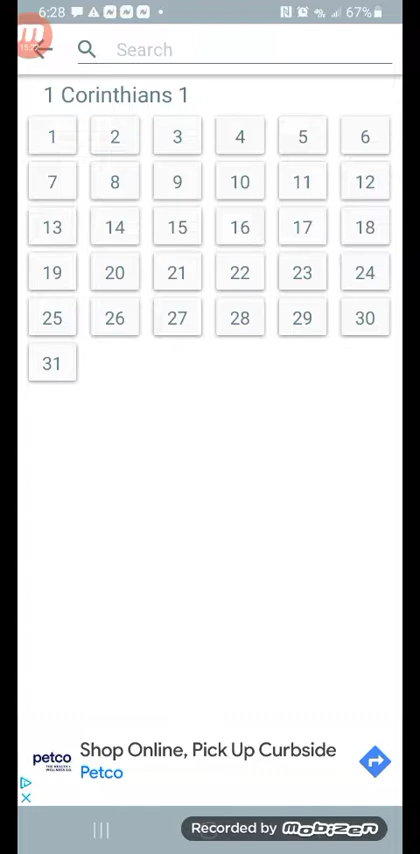 6:28 67%
15:22
Search
1 Corinthians 1
1 2 3 4 5 6
7 8 9 10 11 12
13 14 15 16 17 18
19 20 21 22 23 24
25 26 27 28 29 30
31
petco
Shop Online, Pick Up Curbside
Petco
Recorded by mobizen